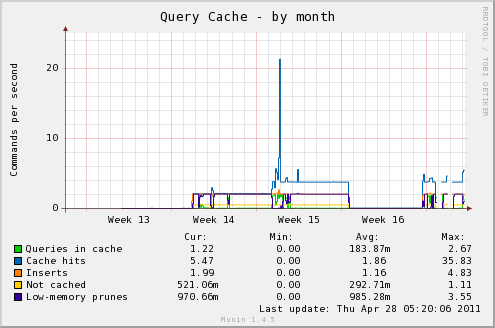 Query Cache - by month
RRDTOOL / TOBI OETIKER
Commands per second
20
10
0
Week 13 Week 14 Week 15 Week 16
Cur: Min: Avg: Max:
Queries in cache 1.22 0.00 183.87m 2.67
Cache hits 5.47 0.00 1.86 35.83
Inserts 1.99 0.00 1.16 4.83
Not cached 521.06m 0.00 292.71m 1.11
Low-memory prunes 970.66m 0.00 985.28m 3.55
Last update: Thu Apr 28 05:20:06 2011
Munin 1.4.5